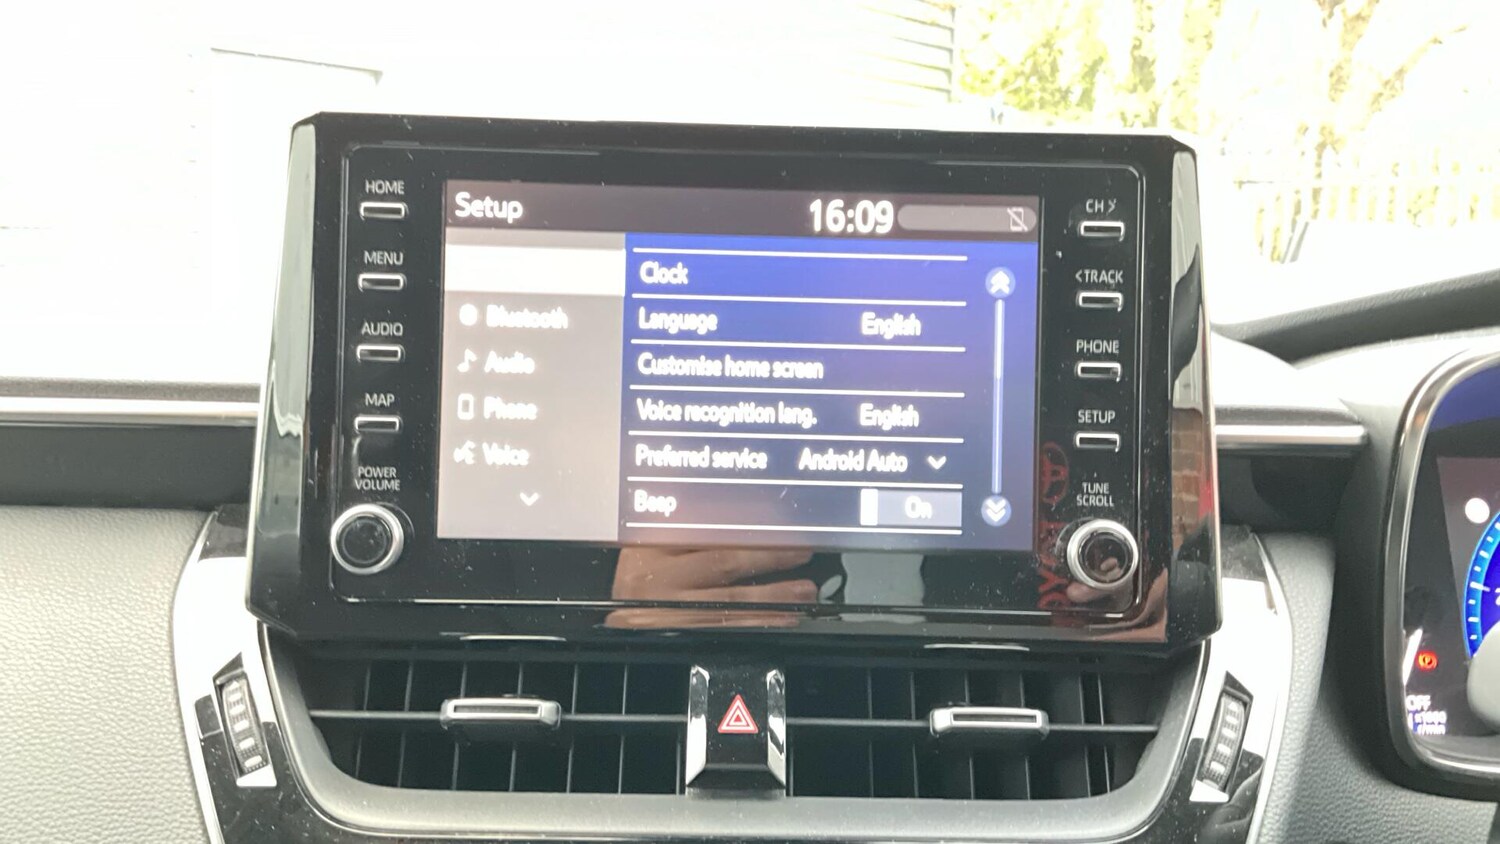 HOME
MENU
AUDIO
MAP
POWER
VOLUME
Setup
16:09
Bluetooth
Audio
Phone
Voice
Clock
Language English
Customise home screen
Voice recognition lang. English
Preferred service Android Auto
Beep On
CH >
< TRACK
PHONE
SETUP
TUNE
SCROLL
OFF